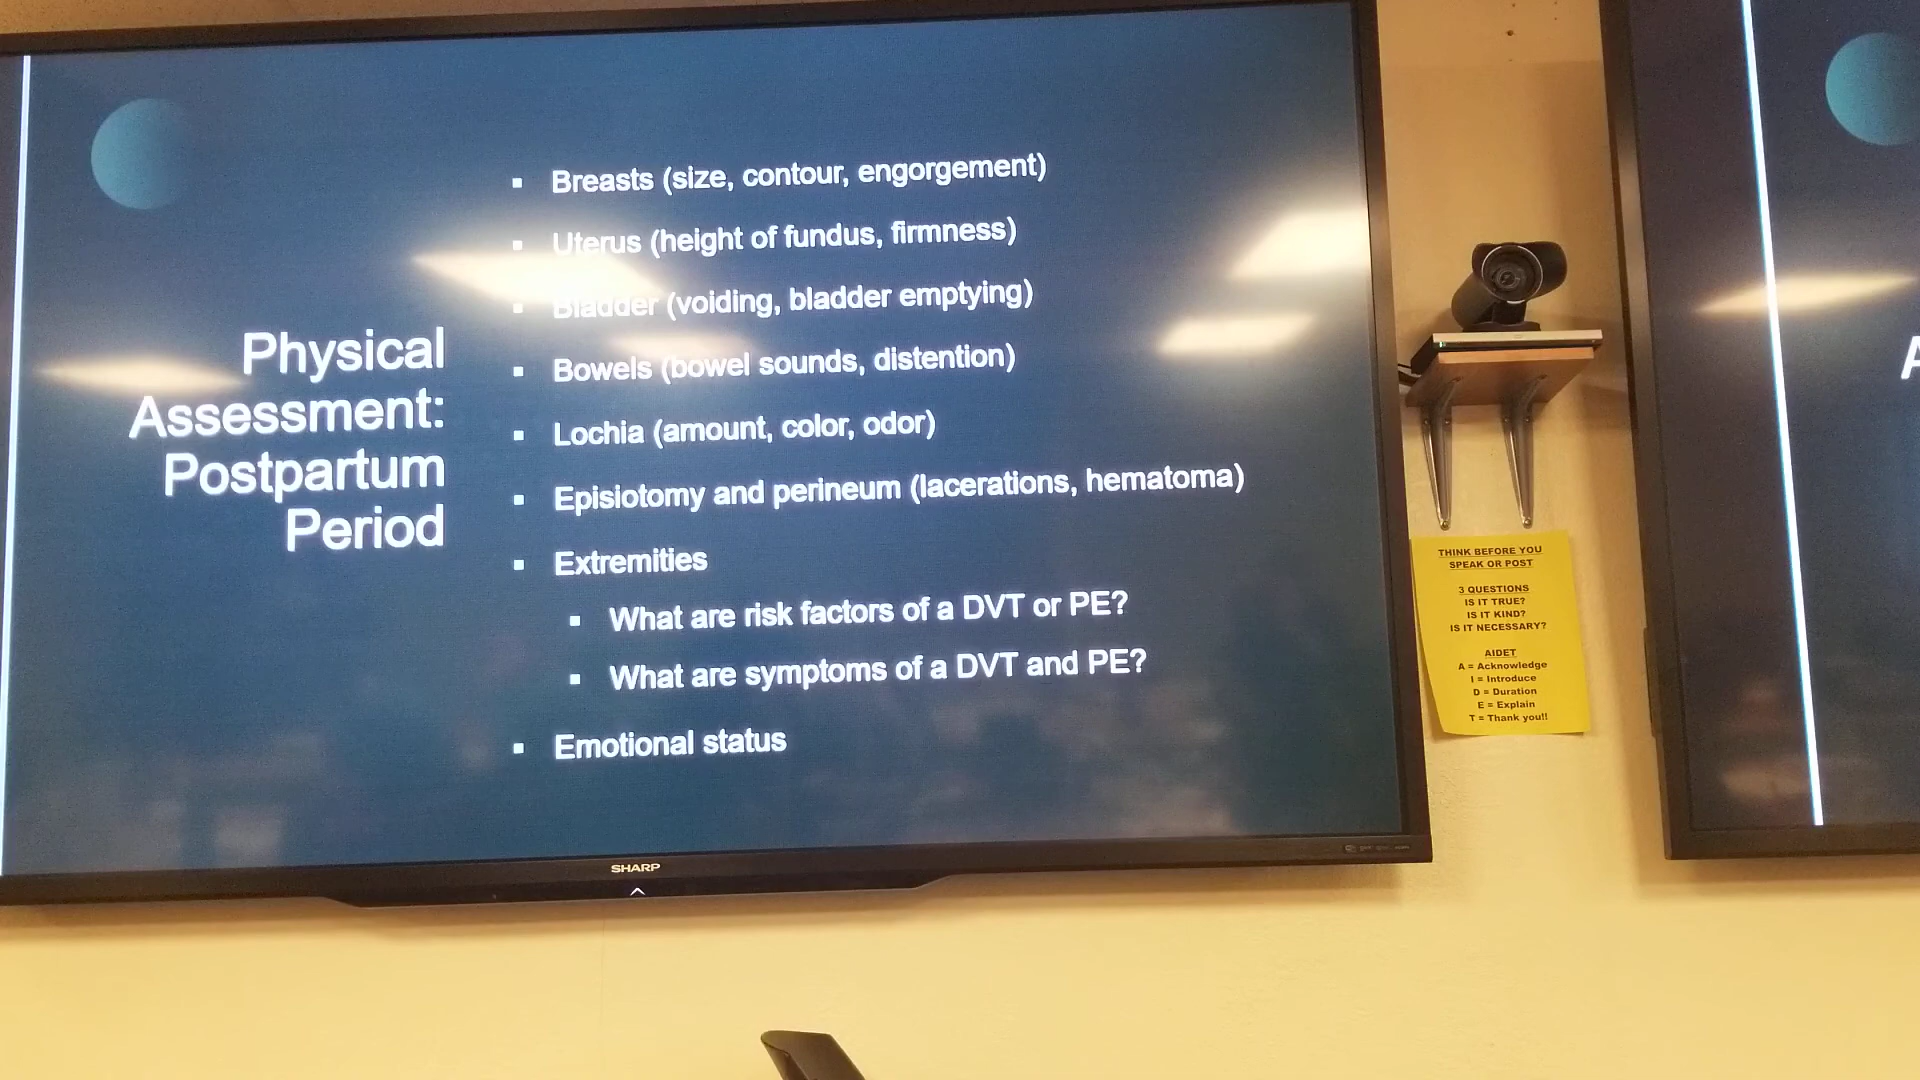 Physical
Assessment:
Postpartum
Period
▪ Breasts (size, contour, engorgement)
▪ Uterus (height of fundus, firmness)
▪ Bladder (voiding, bladder emptying)
▪ Bowels (bowel sounds, distention)
▪ Lochia (amount, color, odor)
▪ Episiotomy and perineum (lacerations, hematoma)
▪ Extremities
▪ What are risk factors of a DVT or PE?
▪ What are symptoms of a DVT and PE?
▪ Emotional status
SHARP
THINK BEFORE YOU
SPEAK OR POST
3 QUESTIONS
IS IT TRUE?
IS IT KIND?
IS IT NECESSARY?
AIDET
A = Acknowledge
I = Introduce
D = Duration
E = Explain
T = Thank you!!
A